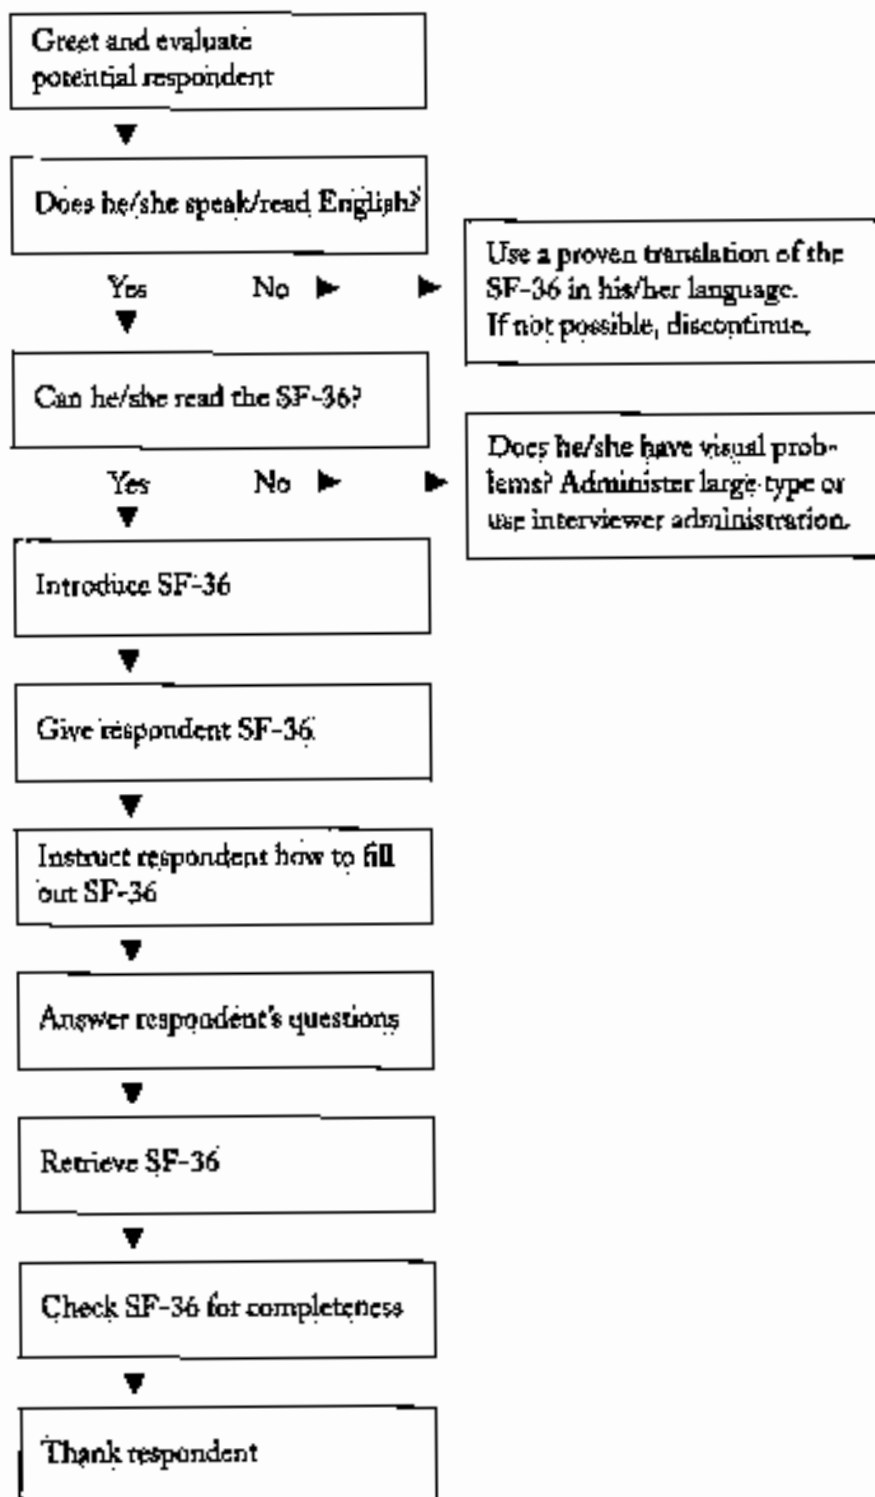 Greet and evaluate
potential respondent
Does he/she speak/read English?
Yes No
Use a proven translation of the
SF-36 in his/her language.
If not possible, discontinue.
Can he/she read the SF-36?
Yes No
Does he/she have visual prob-
lems? Administer large-type or
use interviewer administration.
Introduce SF-36
Give respondent SF-36
Instruct respondent how to fill
out SF-36
Answer respondent's questions
Retrieve SF-36
Check SF-36 for completeness
Thank respondent